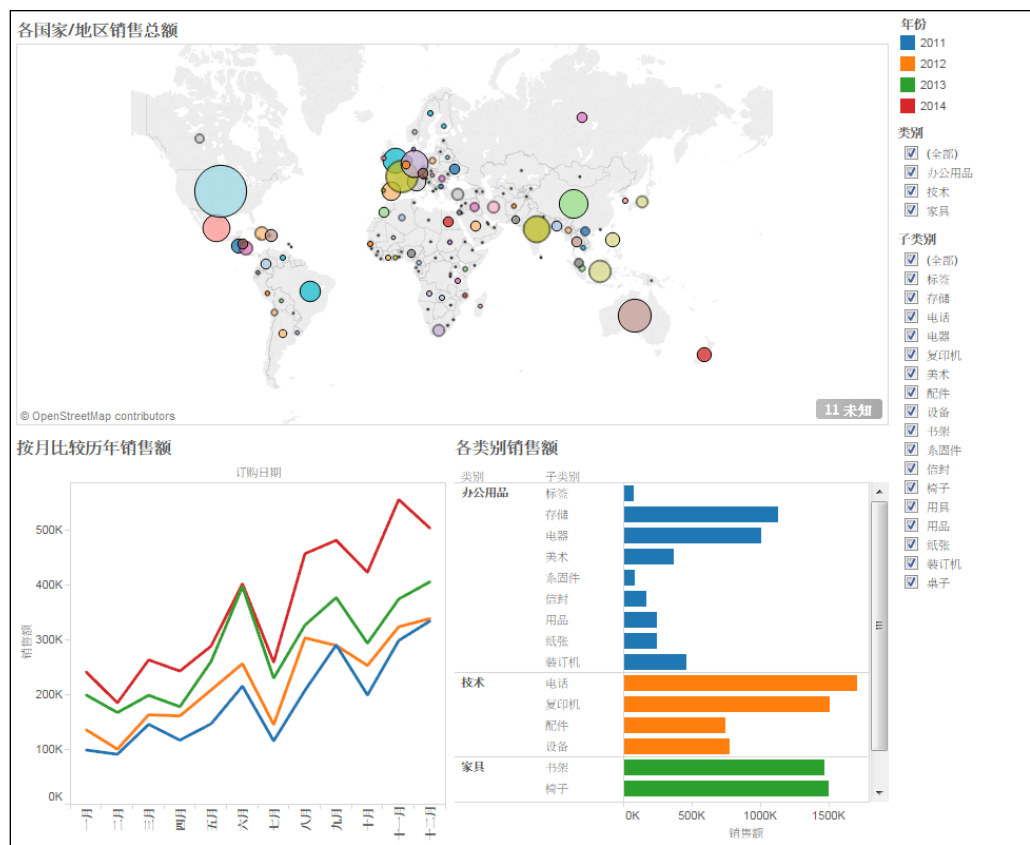 各国家/地区销售总额
© OpenStreetMap contributors
11 未知
年份
2011
2012
2013
2014
类别
(全部)
办公用品
技术
家具
子类别
(全部)
标签
存储
电话
电器
复印机
美术
配件
设备
书架
系固件
信封
椅子
用具
用品
纸张
装订机
桌子
按月比较历年销售额
订购日期
销售额
500K
400K
300K
200K
100K
0K
一月
二月
三月
四月
五月
六月
七月
八月
九月
十月
十一月
十二月
各类别销售额
类别 子类别
办公用品 标签
存储
电器
美术
系固件
信封
用品
纸张
装订机
技术 电话
复印机
配件
设备
家具 书架
椅子
0K 500K 1000K 1500K
销售额